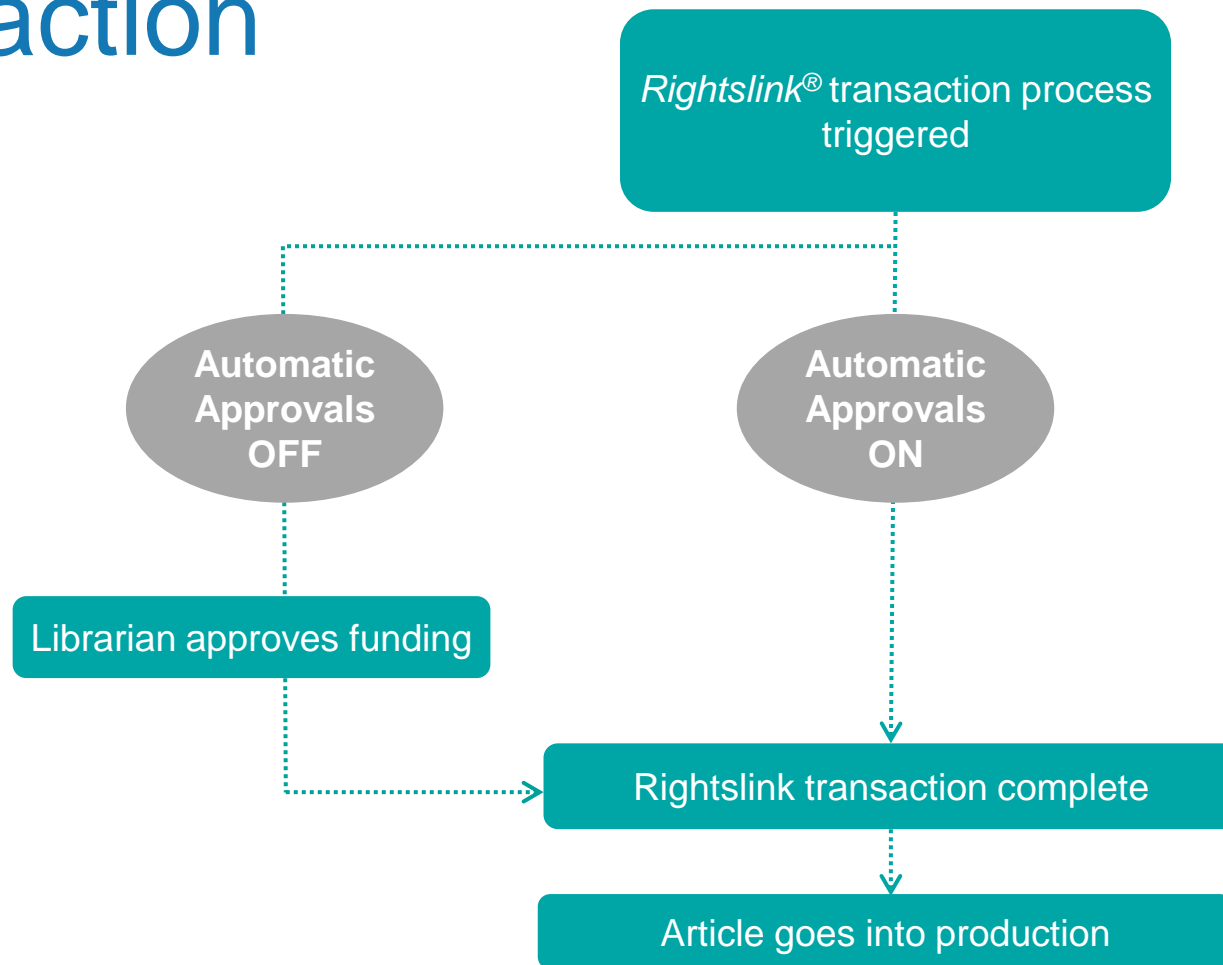 action
Rightslink® transaction process
triggered
Automatic
Approvals
OFF
Automatic
Approvals
ON
Librarian approves funding
Rightslink transaction complete
Article goes into production